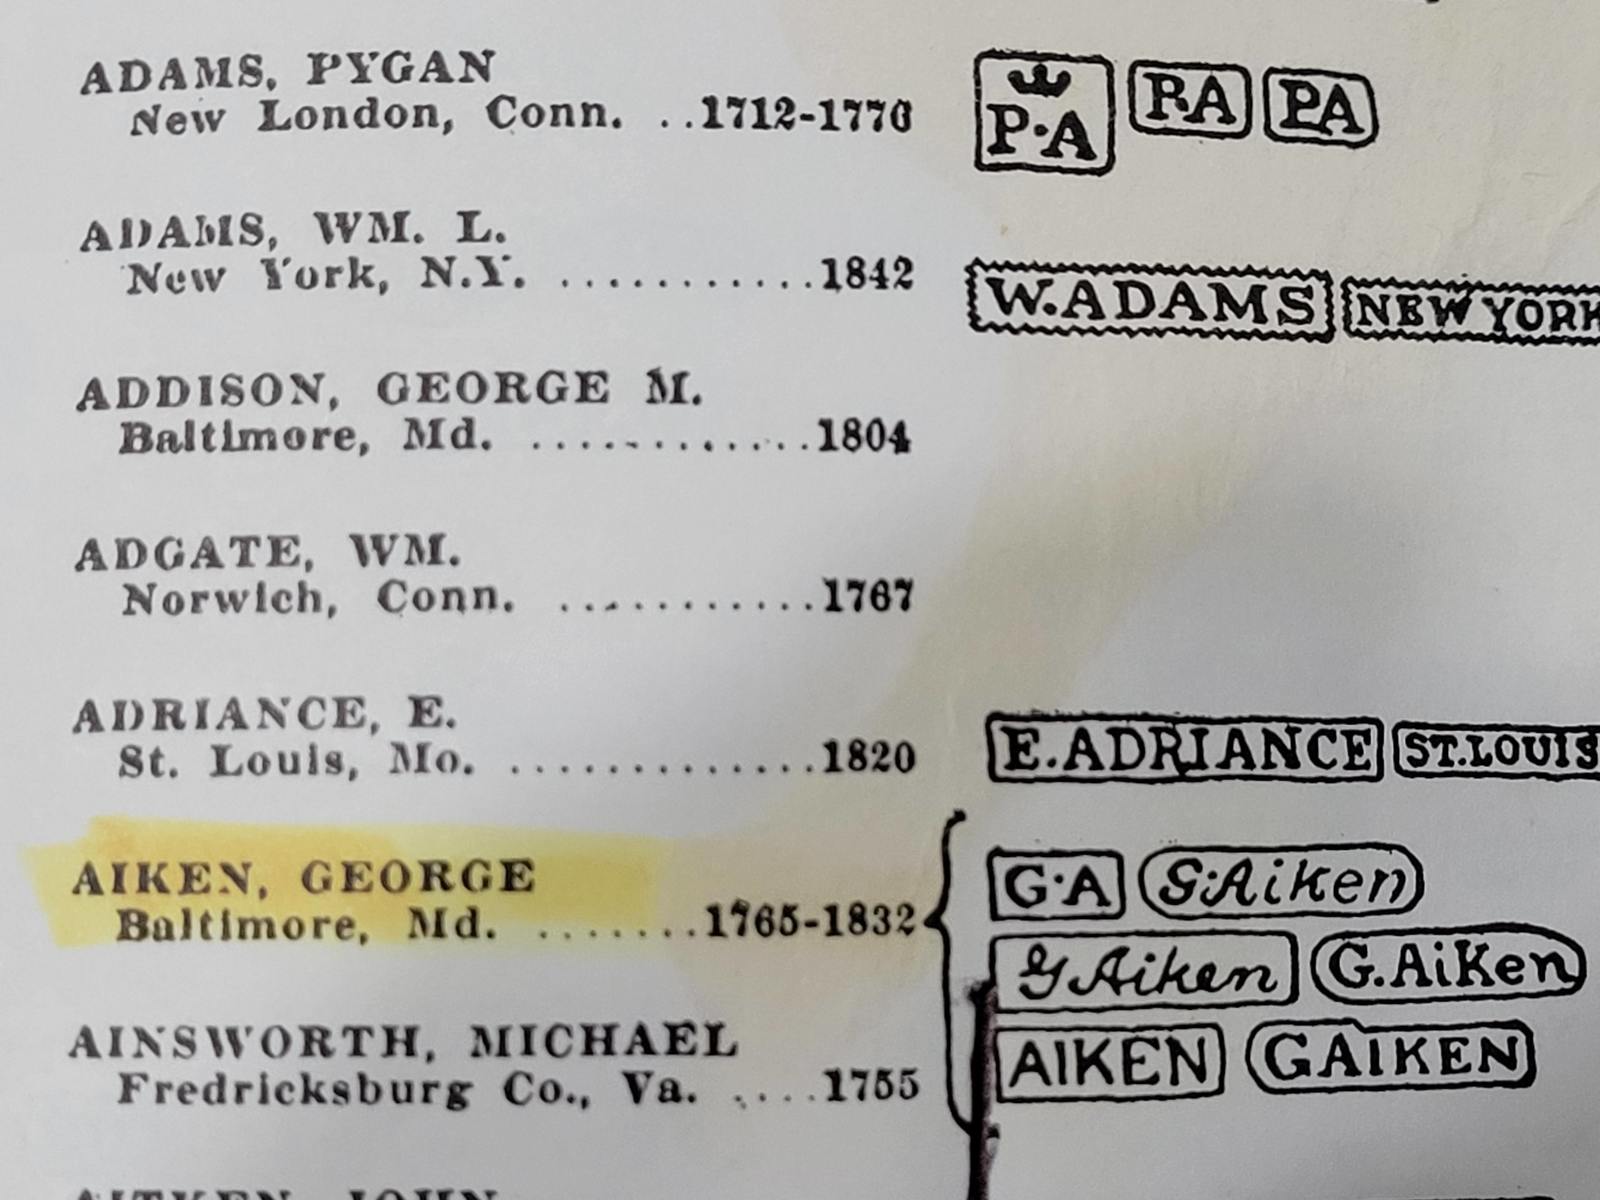 ADAMS, PYGAN
New London, Conn. ..1712-1776
P·A
P.A
PA
ADAMS, WM. L.
New York, N.Y. ............1842
W.ADAMS
NEW YORK
ADDISON, GEORGE M.
Baltimore, Md. .............1804
ADGATE, WM.
Norwich, Conn. ............1767
ADRIANCE, E.
St. Louis, Mo. ..............1820
E.ADRIANCE
ST.LOUIS
AIKEN, GEORGE
Baltimore, Md. .......1765-1832
G·A
G·Aiken
G Aiken
G.Aiken
AIKEN
GAIKEN
AINSWORTH, MICHAEL
Fredricksburg Co., Va. ....1755
AITKEN, JOHN